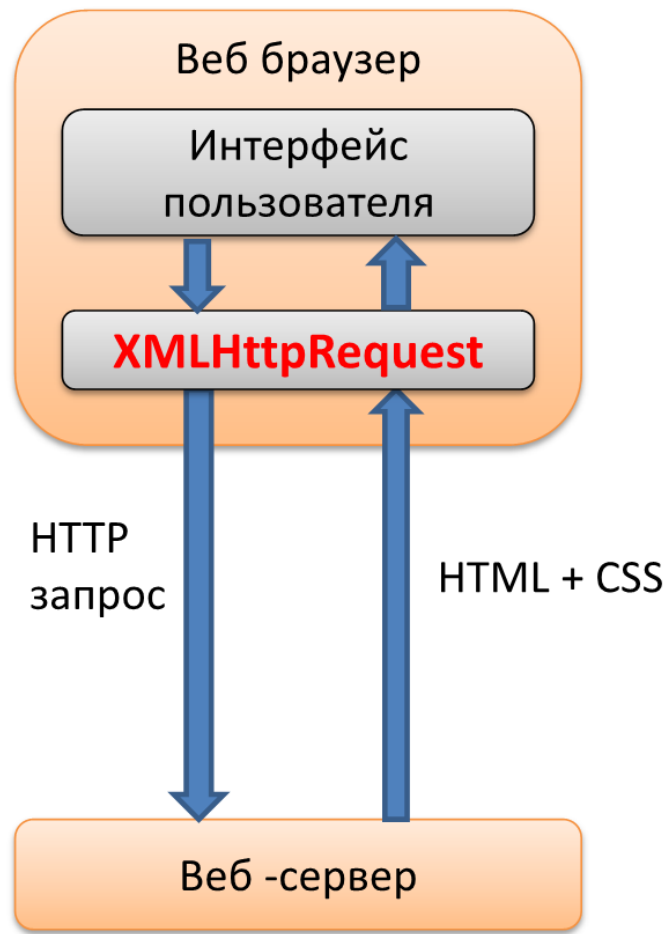 Веб браузер
Интерфейс
пользователя
XMLHttpRequest
HTTP
запрос
HTML + CSS
Веб -сервер